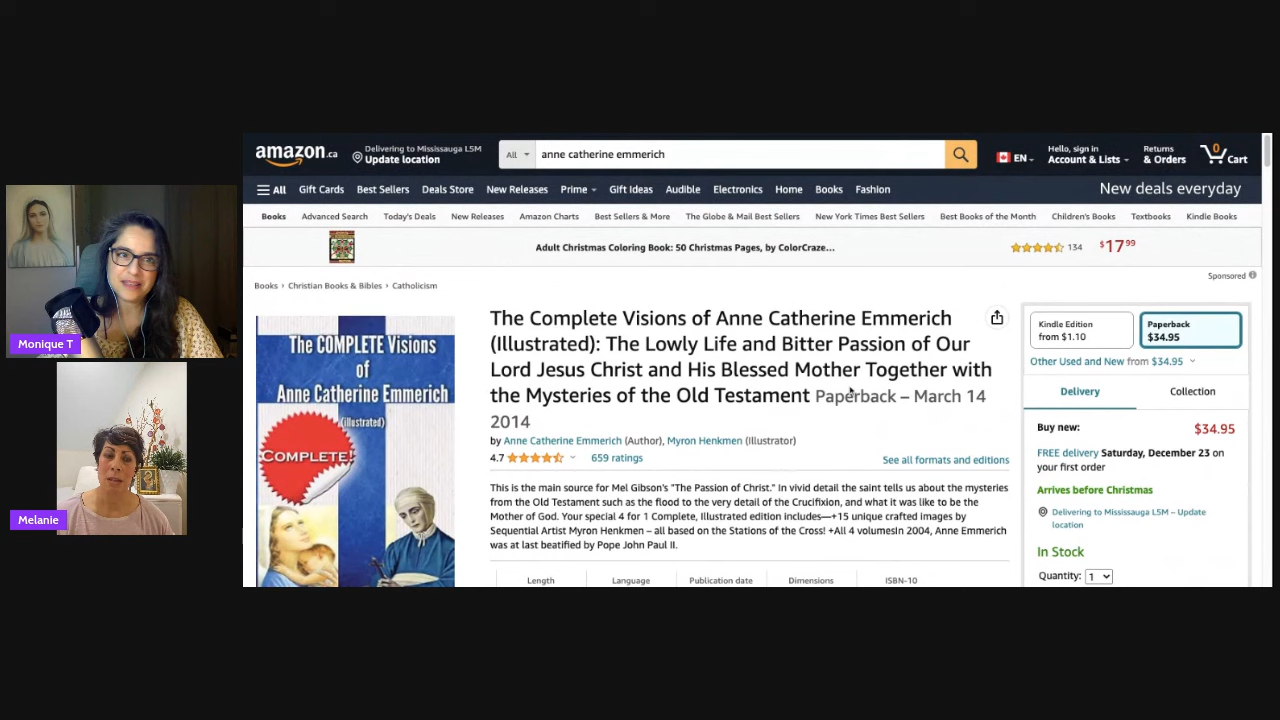 amazon.ca
Delivering to Mississauga L5M
Update location
All
anne catherine emmerich
EN
Hello, sign in
Account & Lists
Returns
& Orders
0
Cart
All
Gift Cards
Best Sellers
Deals Store
New Releases
Prime
Gift Ideas
Audible
Electronics
Home
Books
Fashion
New deals everyday
Books
Advanced Search
Today's Deals
New Releases
Amazon Charts
Best Sellers & More
The Globe & Mail Best Sellers
New York Times Best Sellers
Best Books of the Month
Children's Books
Textbooks
Kindle Books
Adult Christmas Coloring Book: 50 Christmas Pages, by ColorCraze...
134
$17.99
Sponsored
Books › Christian Books & Bibles › Catholicism
The COMPLETE Visions
of
Anne Catherine Emmerich
(illustrated)
COMPLETE!
The Complete Visions of Anne Catherine Emmerich
(Illustrated): The Lowly Life and Bitter Passion of Our
Lord Jesus Christ and His Blessed Mother Together with
the Mysteries of the Old Testament Paperback – March 14
2014
by Anne Catherine Emmerich (Author), Myron Henkmen (Illustrator)
4.7
659 ratings
See all formats and editions
This is the main source for Mel Gibson's "The Passion of Christ." In vivid detail the saint tells us about the mysteries
from the Old Testament such as the flood to the very detail of the Crucifixion, and what it was like to be the
Mother of God. Your special 4 for 1 Complete, Illustrated edition includes—+15 unique crafted images by
Sequential Artist Myron Henkmen – all based on the Stations of the Cross! +All 4 volumesIn 2004, Anne Emmerich
was at last beatified by Pope John Paul II.
Length
Language
Publication date
Dimensions
ISBN-10
Kindle Edition
from $1.10
Paperback
$34.95
Other Used and New from $34.95
Delivery
Collection
Buy new:
$34.95
FREE delivery Saturday, December 23 on
your first order
Arrives before Christmas
Delivering to Mississauga L5M – Update
location
In Stock
Quantity: 1
Monique T
Melanie